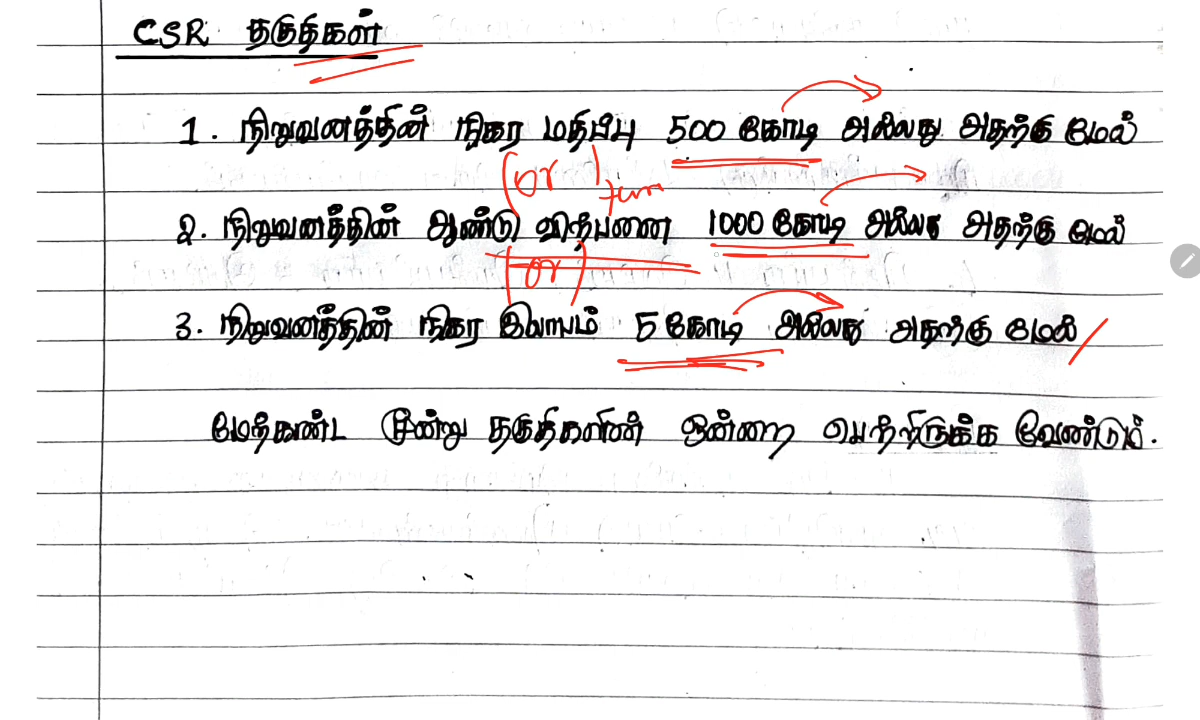 CSR தகுதிகள்
1. நிறுவனத்தின் நிகர மதிப்பு 500 கோடி அல்லது அதற்கு மேல்
(or)
turn
2. நிறுவனத்தின் ஆண்டு விற்பனை 1000 கோடி அல்லது அதற்கு மேல்
(or)
3. நிறுவனத்தின் நிகர இலாபம் 5 கோடி அல்லது அதற்கு மேல்
மேற்கண்ட மூன்று தகுதிகளின் ஒன்றை பெற்றிருக்க வேண்டும்.